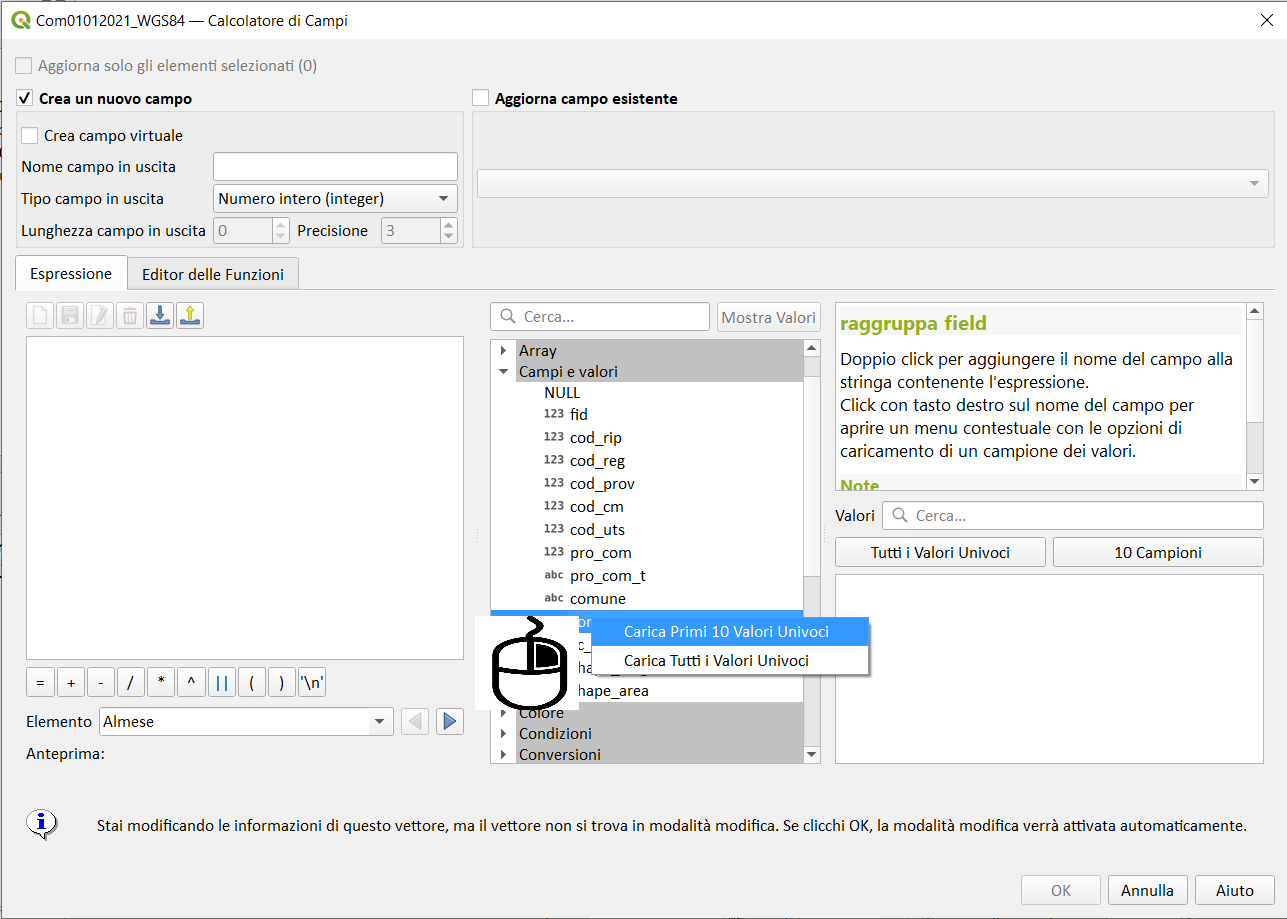 Com01012021_WGS84 — Calcolatore di Campi
Aggiorna solo gli elementi selezionati (0)
Crea un nuovo campo
Aggiorna campo esistente
Crea campo virtuale
Nome campo in uscita
Tipo campo in uscita
Numero intero (integer)
Lunghezza campo in uscita
0
Precisione
3
Espressione
Editor delle Funzioni
Cerca...
Mostra Valori
Array
Campi e valori
NULL
123 fid
123 cod_rip
123 cod_reg
123 cod_prov
123 cod_cm
123 cod_uts
123 pro_com
abc pro_com_t
abc comune
Carica Primi 10 Valori Univoci
Carica Tutti i Valori Univoci
hape_area
Colore
Condizioni
Conversioni
raggruppa field
Doppio click per aggiungere il nome del campo alla
stringa contenente l'espressione.
Click con tasto destro sul nome del campo per
aprire un menu contestuale con le opzioni di
caricamento di un campione dei valori.
Note
Valori
Cerca...
Tutti i Valori Univoci
10 Campioni
= + - / * ^ || ( ) '\n'
Elemento
Almese
Anteprima:
Stai modificando le informazioni di questo vettore, ma il vettore non si trova in modalità modifica. Se clicchi OK, la modalità modifica verrà attivata automaticamente.
OK
Annulla
Aiuto